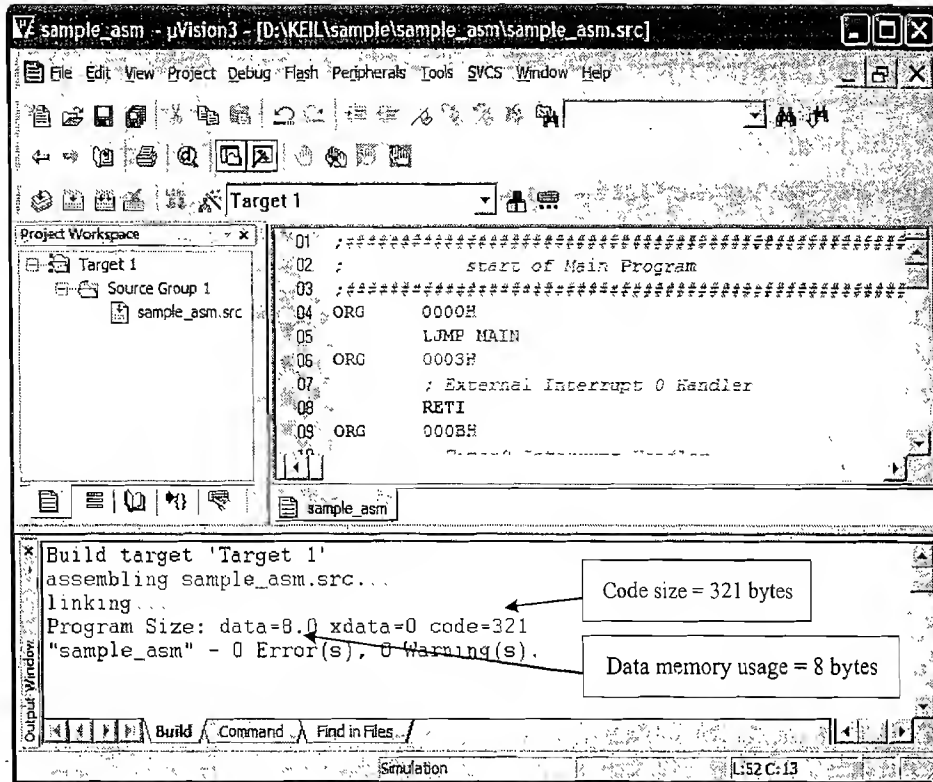 sample_asm - µVision3 - [D:\KEIL\sample\sample_asm\sample_asm.src]
File Edit View Project Debug Flash Peripherals Tools SVCS Window Help
Target 1
Project Workspace
Target 1
Source Group 1
sample_asm.src
01 ;##########################################################
02 ; start of Main Program
03 ;##########################################################
04 ORG 0000H
05 LJMP MAIN
06 ORG 0003H
07 ; External Interrupt 0 Handler
08 RETI
09 ORG 000BH
sample_asm
Build target 'Target 1'
assembling sample_asm.src...
linking...
Program Size: data=8.0 xdata=0 code=321
"sample_asm" - 0 Error(s), 0 Warning(s).
Code size = 321 bytes
Data memory usage = 8 bytes
Output Window
Build Command Find in Files
Simulation L:52 C:13